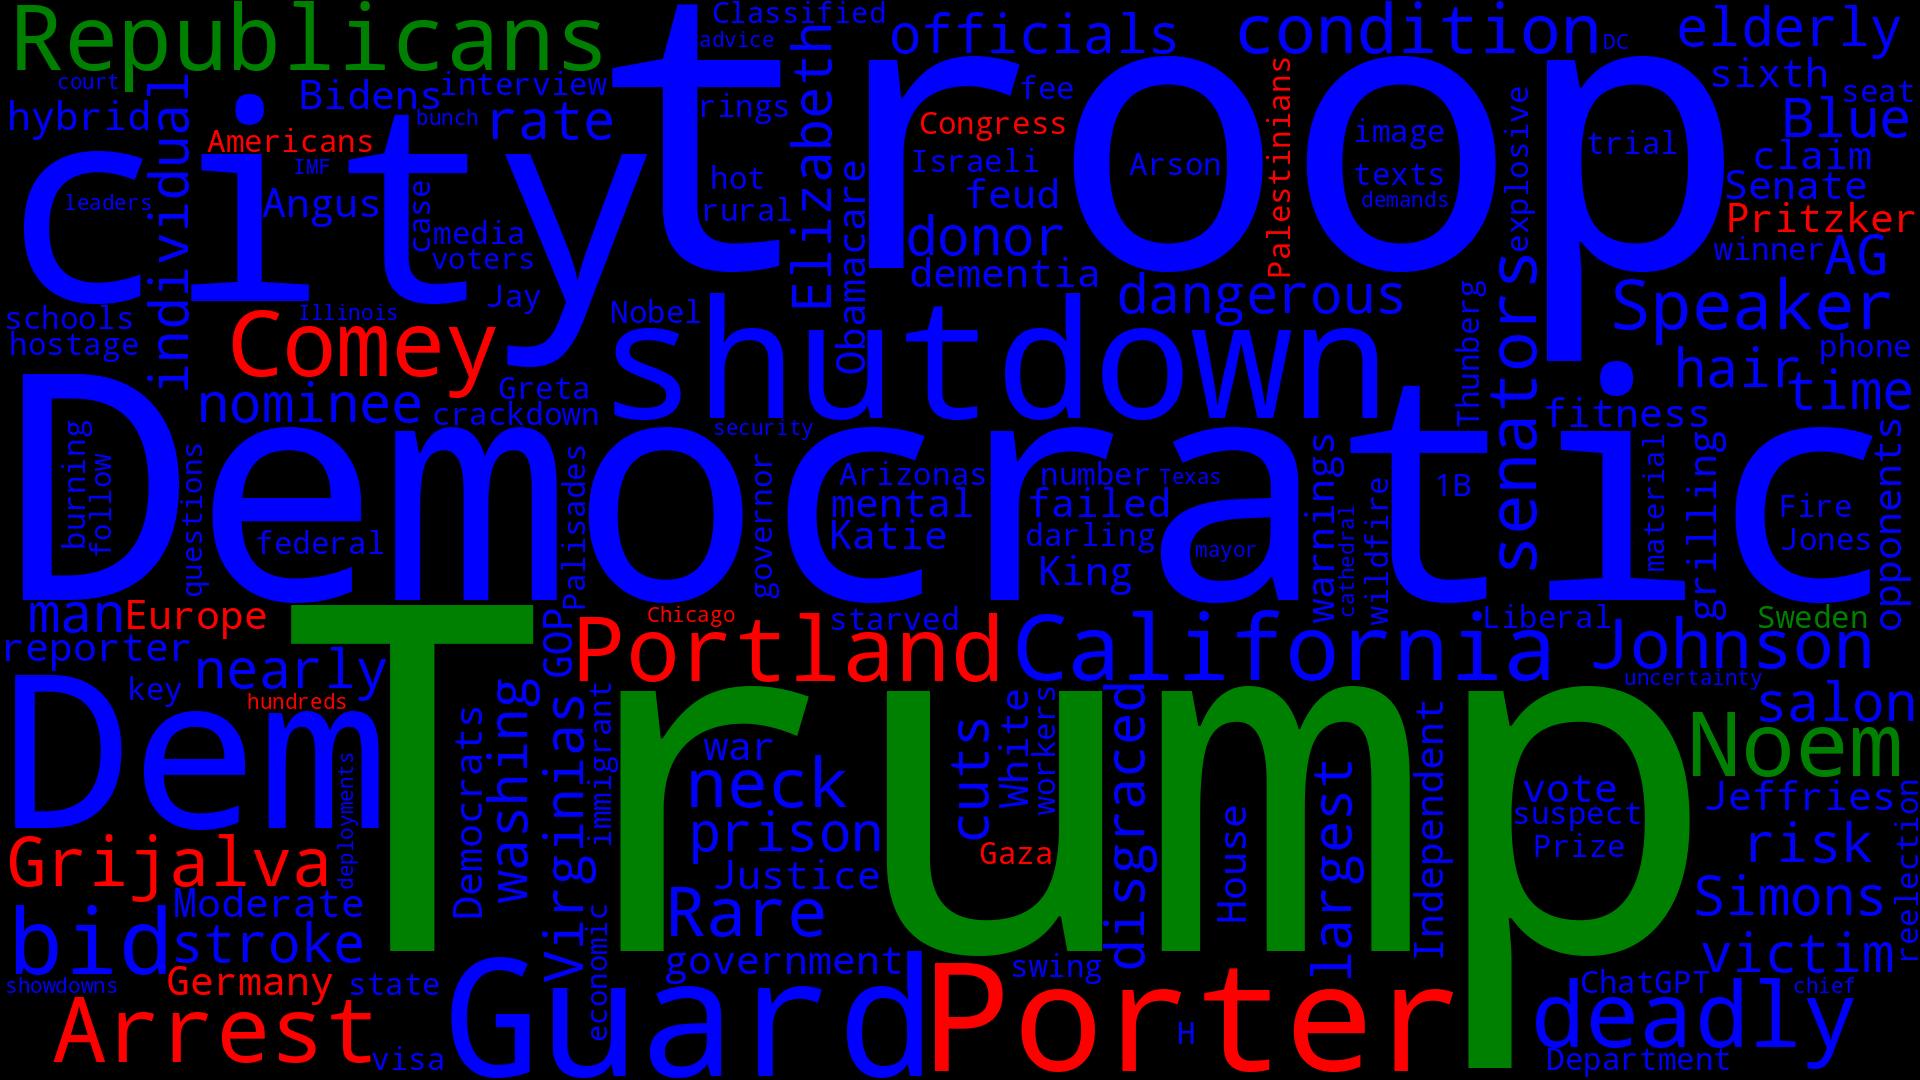 Republicans
Classified
advice
officials
condition
DC
elderly
court
hybrid
individual
Bidens
interview
bunch
rate
troop
rings
Elizabeth
fee
Congress
Palestinians
image
texts
demands
Explosive
trial
sixth
seat
Blue
claim
Senate
Pritzker
winner
AG
city
Americans
IMF
leaders
Angus
case
media
voters
Jay
hot
rural
Obamacare
Israeli
feud
Arson
donor
dementia
dangerous
Speaker
schools
hostage
Illinois
Comey
Nobel
shutdown
Thunberg
senatorS
hair
phone
time
nominee
Greta
crackdown
security
fitness
Democratic
burning
follow
questions
federal
Palisades
governor
Arizonas
number
Texas
mental
failed
Katie
darling
King
mayor
warnings
cathedral
wildfire
1B
material
grilling
Fire
Jones
opponents
man
Europe
reporter
key
nearly
hundreds
GOP
Portland
Chicago
starved
California
Liberal
Sweden
Johnson
uncertainty
salon
Dem
deployments
Trump
Democrats
Washing
Virginias
immigrant
war
neck
prison
Justice
cuts
White
workers
Gaza
disgraced
House
largest
Independent
vote
suspect
Prize
Noem
Jeffries
risk
reelection
Grijalva
Moderate
bid
stroke
showdowns
Germany
state
Arrest
visa
economic
Rare
government
Guard
swing
Porter
H
Simons
victim
ChatGPT
chief
deadly
Department